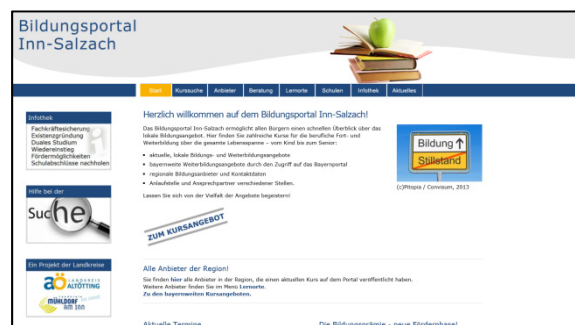 Bildungsportal
Inn-Salzach
Start Kurssuche Anbieter Beratung Lernorte Schulen Infothek Aktuelles
Infothek
Fachkräftesicherung
Existenzgründung
Duales Studium
Wiedereinstieg
Fördermöglichkeiten
Schulabschlüsse nachholen
Hilfe bei der
Suche
Ein Projekt der Landkreise
LANDKREIS
ALTÖTTING
MÜHLDORF
AM INN
Herzlich willkommen auf dem Bildungsportal Inn-Salzach!
Das Bildungsportal Inn-Salzach ermöglicht allen Bürgern einen schnellen Überblick über das
lokale Bildungsangebot. Hier finden Sie zahlreiche Kurse für die berufliche Fort- und
Weiterbildung über die gesamte Lebensspanne - vom Kind bis zum Senior:
• aktuelle, lokale Bildungs- und Weiterbildungsangebote
• bayernweite Weiterbildungsangebote durch den Zugriff auf das Bayernportal
• regionale Bildungsanbieter und Kontaktdaten
• Anlaufstelle und Ansprechpartner verschiedener Stellen.
Lassen Sie sich von der Vielfalt der Angebote begeistern!
ZUM KURSANGEBOT
Bildung ↑
Stillstand
(c)Pitopia / Convisum, 2013
Alle Anbieter der Region!
Sie finden hier alle Anbieter in der Region, die einen aktuellen Kurs auf dem Portal veröffentlicht haben.
Weitere Anbieter finden Sie im Menü Lernorte.
Zu den bayernweiten Kursangeboten.
Aktuelle Termine
Die Bildungsprämie - neue Förderphase!